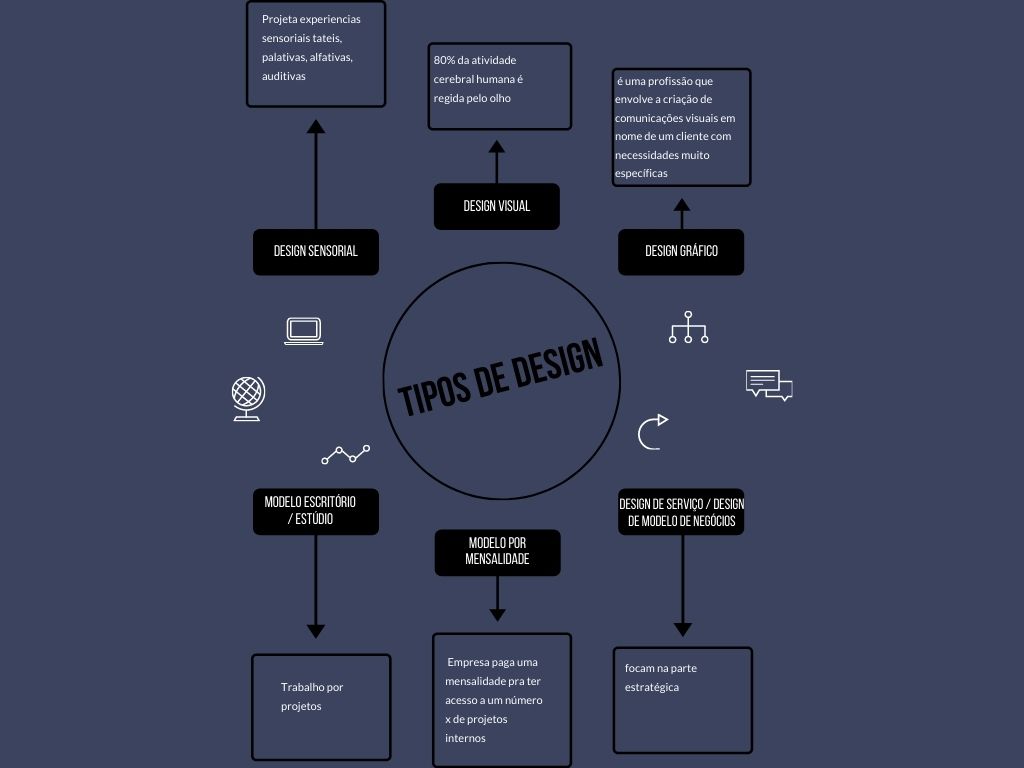 Projeta experiencias
sensoriais tateis,
palativas, alfativas,
auditivas
80% da atividade
cerebral humana é
regida pelo olho
é uma profissão que
envolve a criação de
comunicações visuais em
nome de um cliente com
necessidades muito
específicas
DESIGN SENSORIAL
DESIGN VISUAL
DESIGN GRÁFICO
TIPOS DE DESIGN
MODELO ESCRITÓRIO
/ ESTÚDIO
MODELO POR
MENSALIDADE
DESIGN DE SERVIÇO / DESIGN
DE MODELO DE NEGÓCIOS
Trabalho por
projetos
Empresa paga uma
mensalidade pra ter
acesso a um número
x de projetos
internos
focam na parte
estratégica